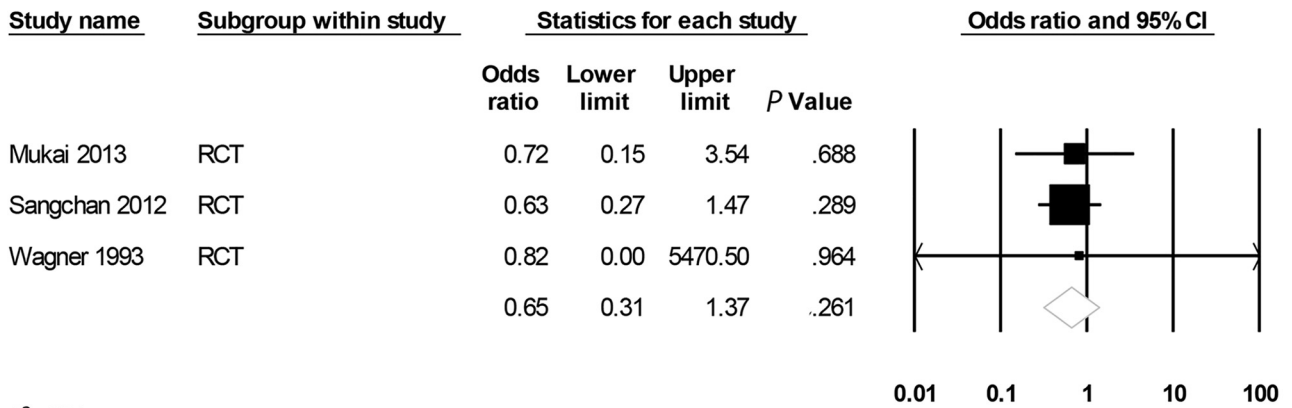 Study name Subgroup within study Statistics for each study Odds ratio and 95% CI
Odds Lower Upper
ratio limit limit P Value
Mukai 2013 RCT 0.72 0.15 3.54 .688
Sangchan 2012 RCT 0.63 0.27 1.47 .289
Wagner 1993 RCT 0.82 0.00 5470.50 .964
0.65 0.31 1.37 .261
0.01 0.1 1 10 100